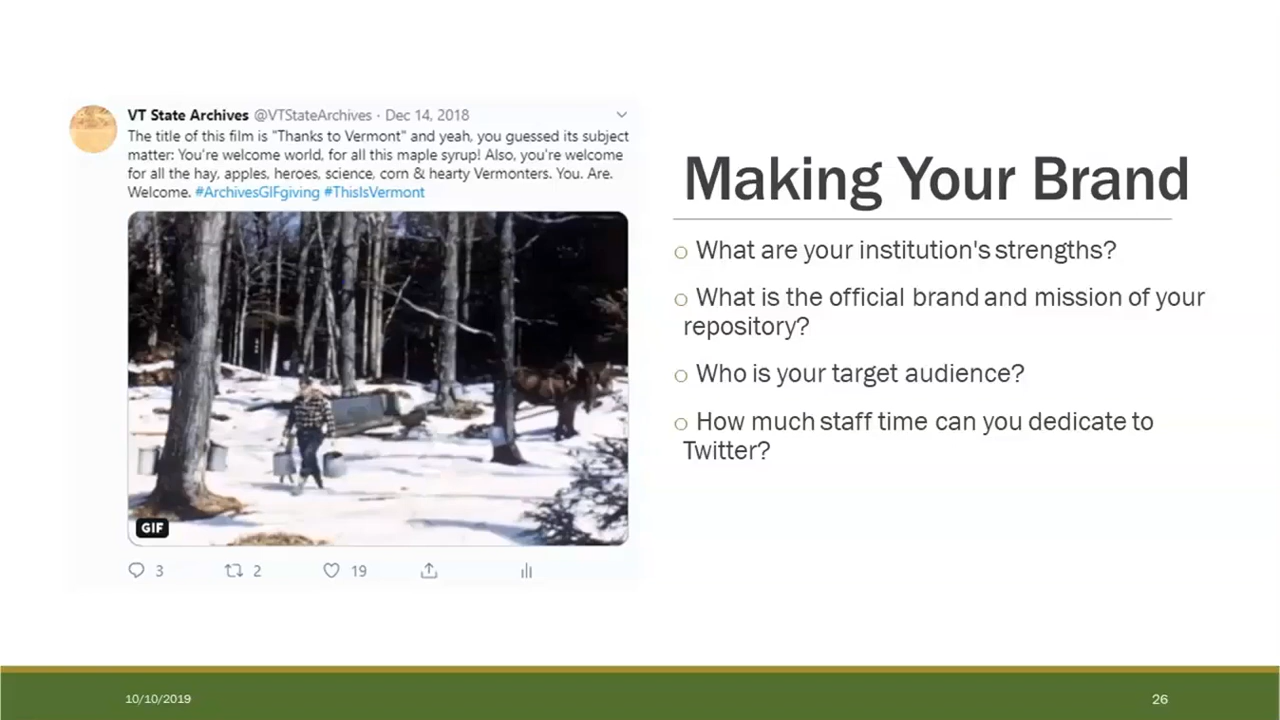 VT State Archives @VTStateArchives · Dec 14, 2018
The title of this film is "Thanks to Vermont" and yeah, you guessed its subject
matter: You're welcome world, for all this maple syrup! Also, you're welcome
for all the hay, apples, heroes, science, corn & hearty Vermonters. You. Are.
Welcome. #ArchivesGIFgiving #ThisIsVermont
GIF
3 2 19
Making Your Brand
What are your institution's strengths?
What is the official brand and mission of your
repository?
Who is your target audience?
How much staff time can you dedicate to
Twitter?
10/10/2019
26